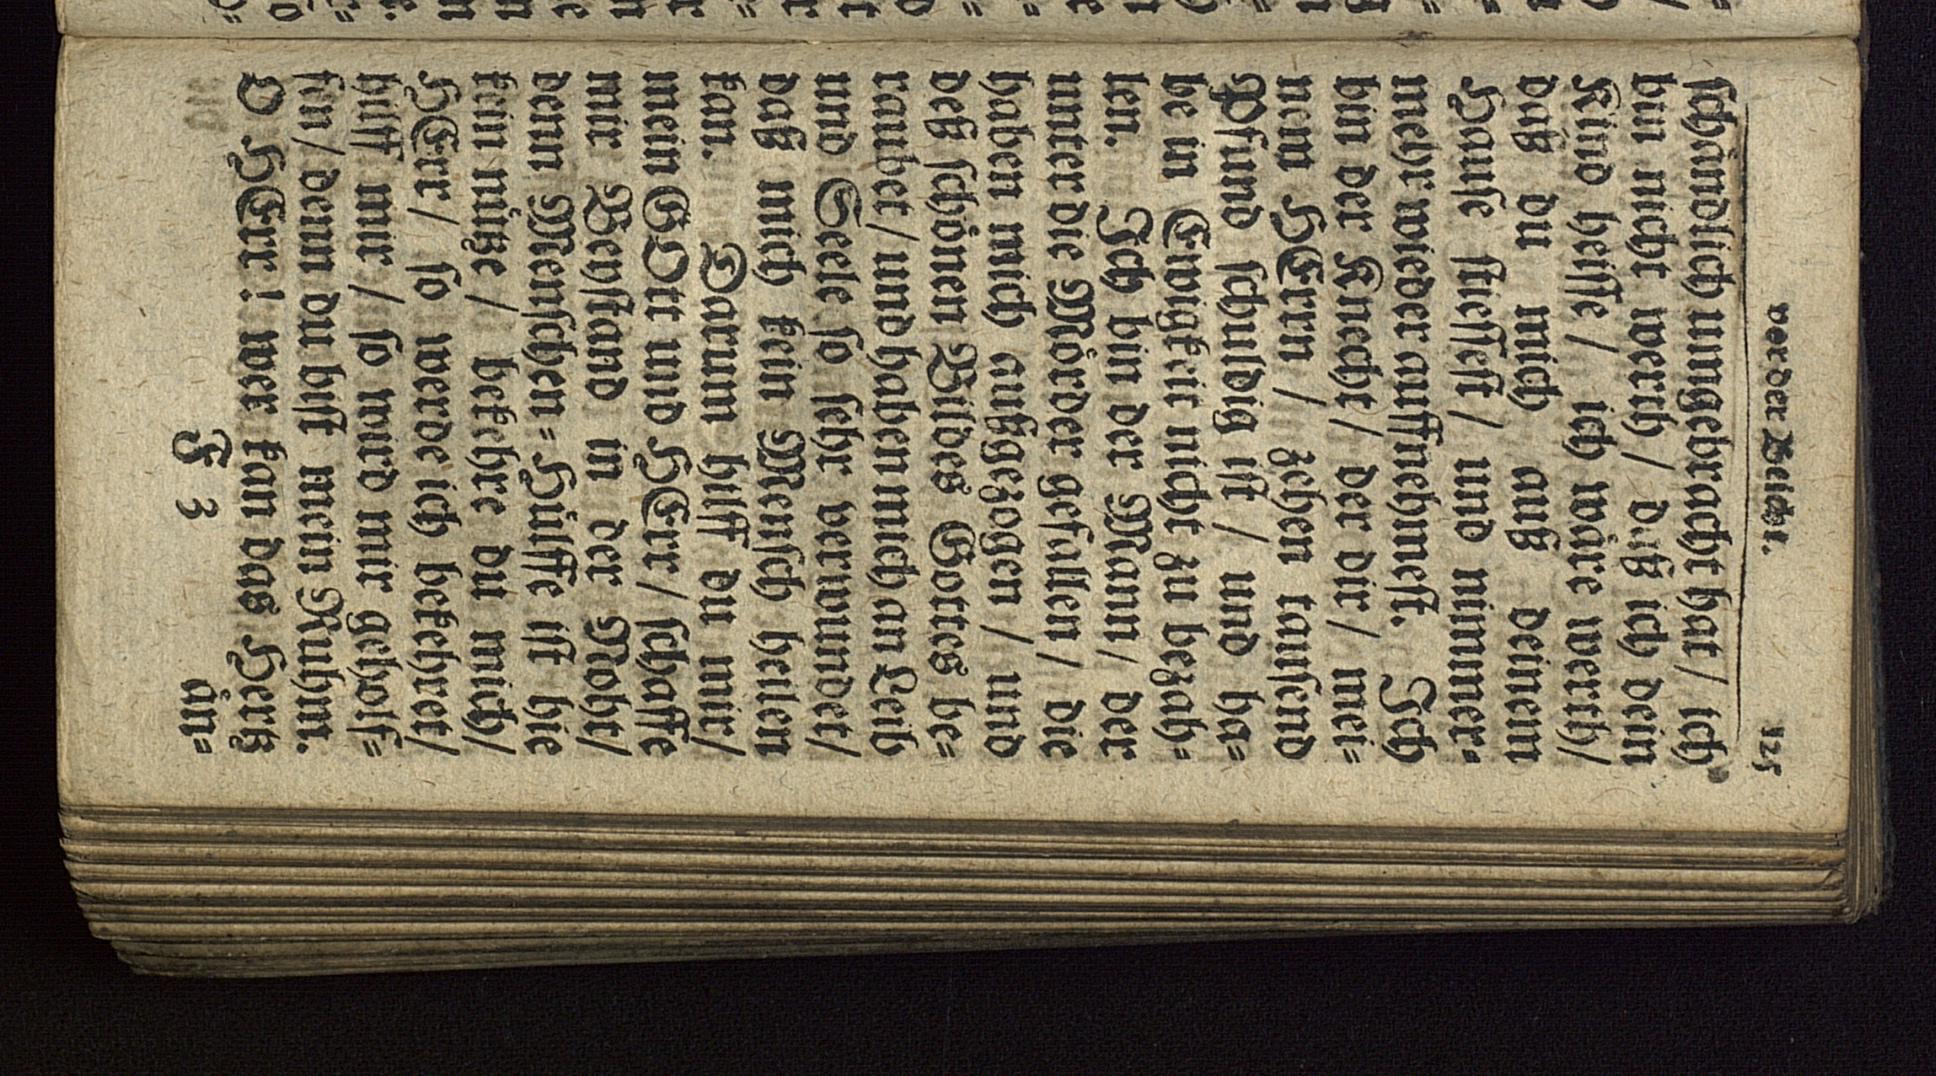 vor der Beicht. 125
schändlich umgebracht hat / ich
bin nicht werth / daß ich dein
Kind heisse / ich wäre werth /
daß du mich auß deinem
Hause stiessest / und nimmer-
mehr wieder auffnehmest. Ich
bin der Knecht / der dir / mei-
nem HErrn / zehen tausend
Pfund schuldig ist / und ha-
be in Ewigkeit nicht zu bezah-
len. Ich bin der Mann / der
unter die Mörder gefallen / die
haben mich außgezogen / und
deß schönen Bildes Gottes be-
raubet / und haben mich an Leib
und Seele so sehr verwundet /
daß mich kein Mensch heilen
kan. Darum hilff du mir /
mein GOtt und HErr / schaffe
mir Beystand in der Noht /
denn Menschen-Hülffe ist hie
kein nütze / bekehre du mich /
HErr / so werde ich bekehret /
hilff mir / so wird mir geholf-
fen / denn du bist mein Ruhm.
O HErr! wer kan das Hertz
F 3 än-